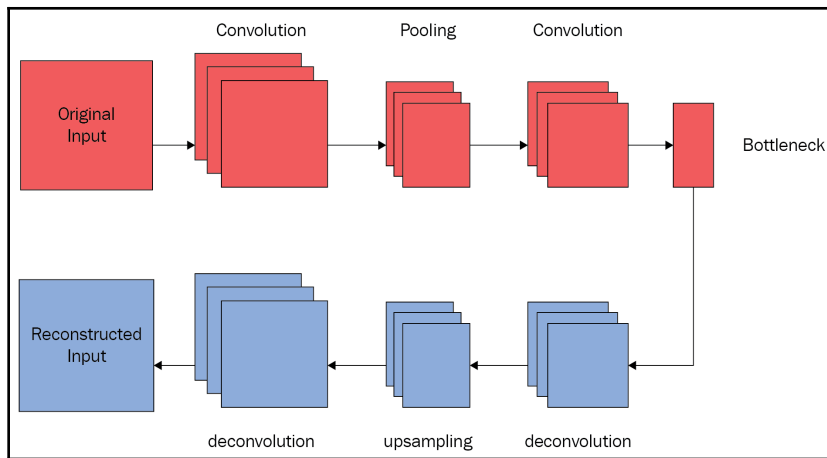 Convolution
Pooling
Convolution
Original
Input
Bottleneck
Reconstructed
Input
deconvolution
upsampling
deconvolution